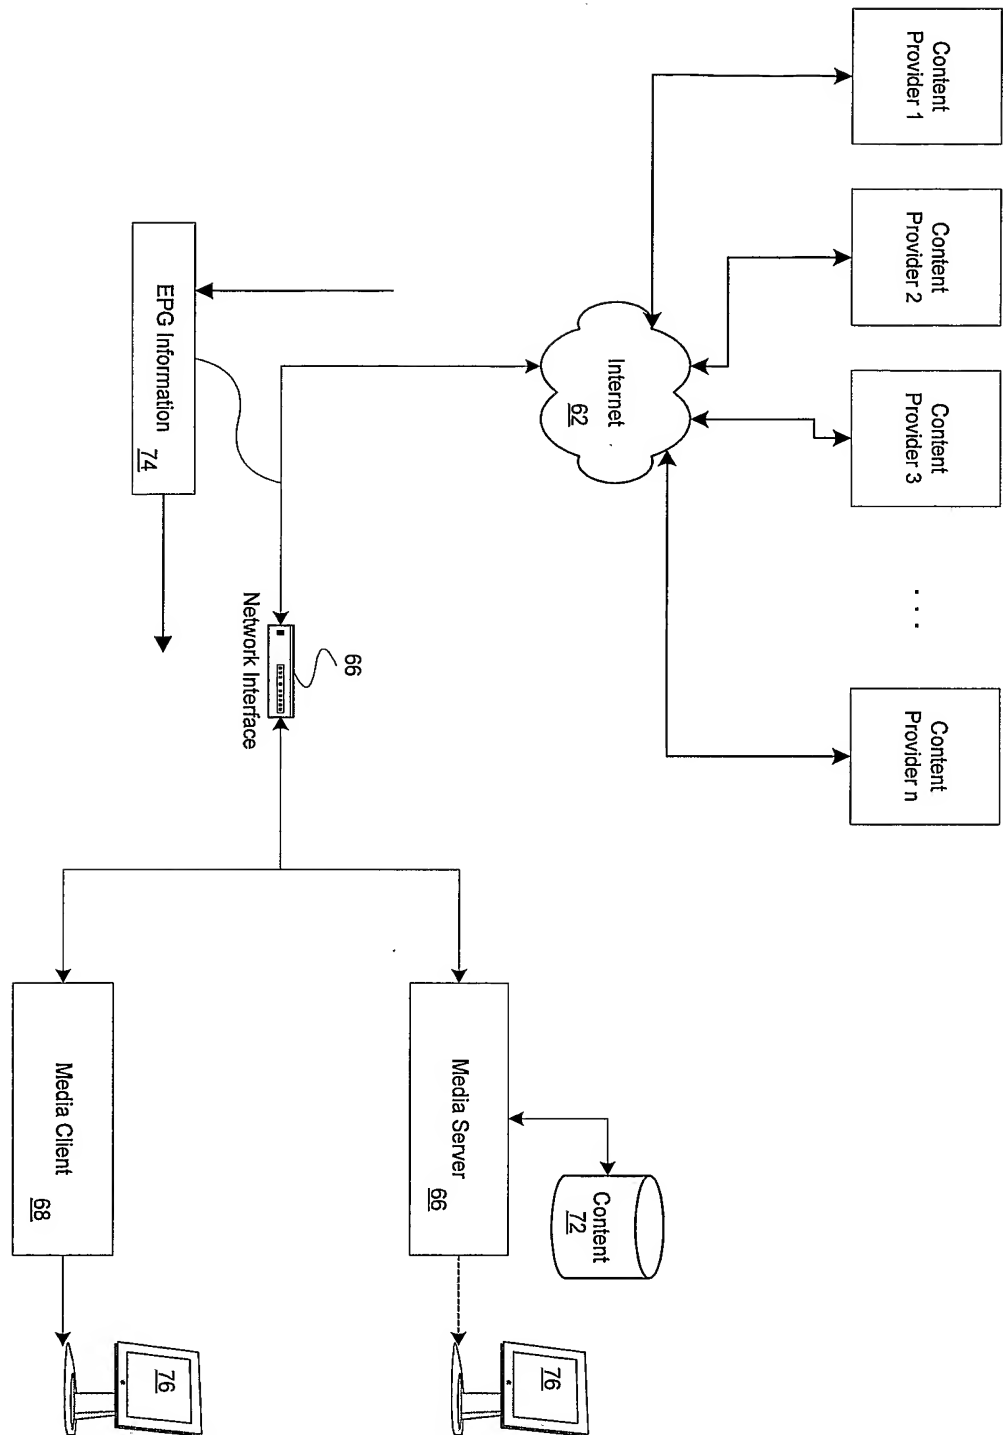 Content
Provider 1
Content
Provider 2
Content
Provider 3
. . .
Content
Provider n
Internet
62
EPG Information
74
66
Network Interface
Content
72
Media Server
66
76
Media Client
68
76